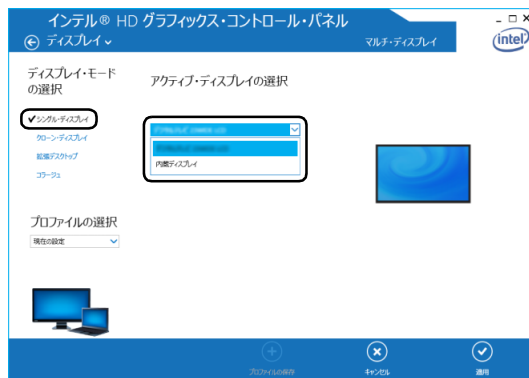 インテル® HD グラフィックス・コントロール・パネル
ディスプレイ
マルチ・ディスプレイ
intel
ディスプレイ・モード
の選択
アクティブ・ディスプレイの選択
シングル・ディスプレイ
クローン・ディスプレイ
拡張デスクトップ
コラージュ
内蔵ディスプレイ
プロファイルの選択
現在の設定
プロファイルの保存
キャンセル
適用